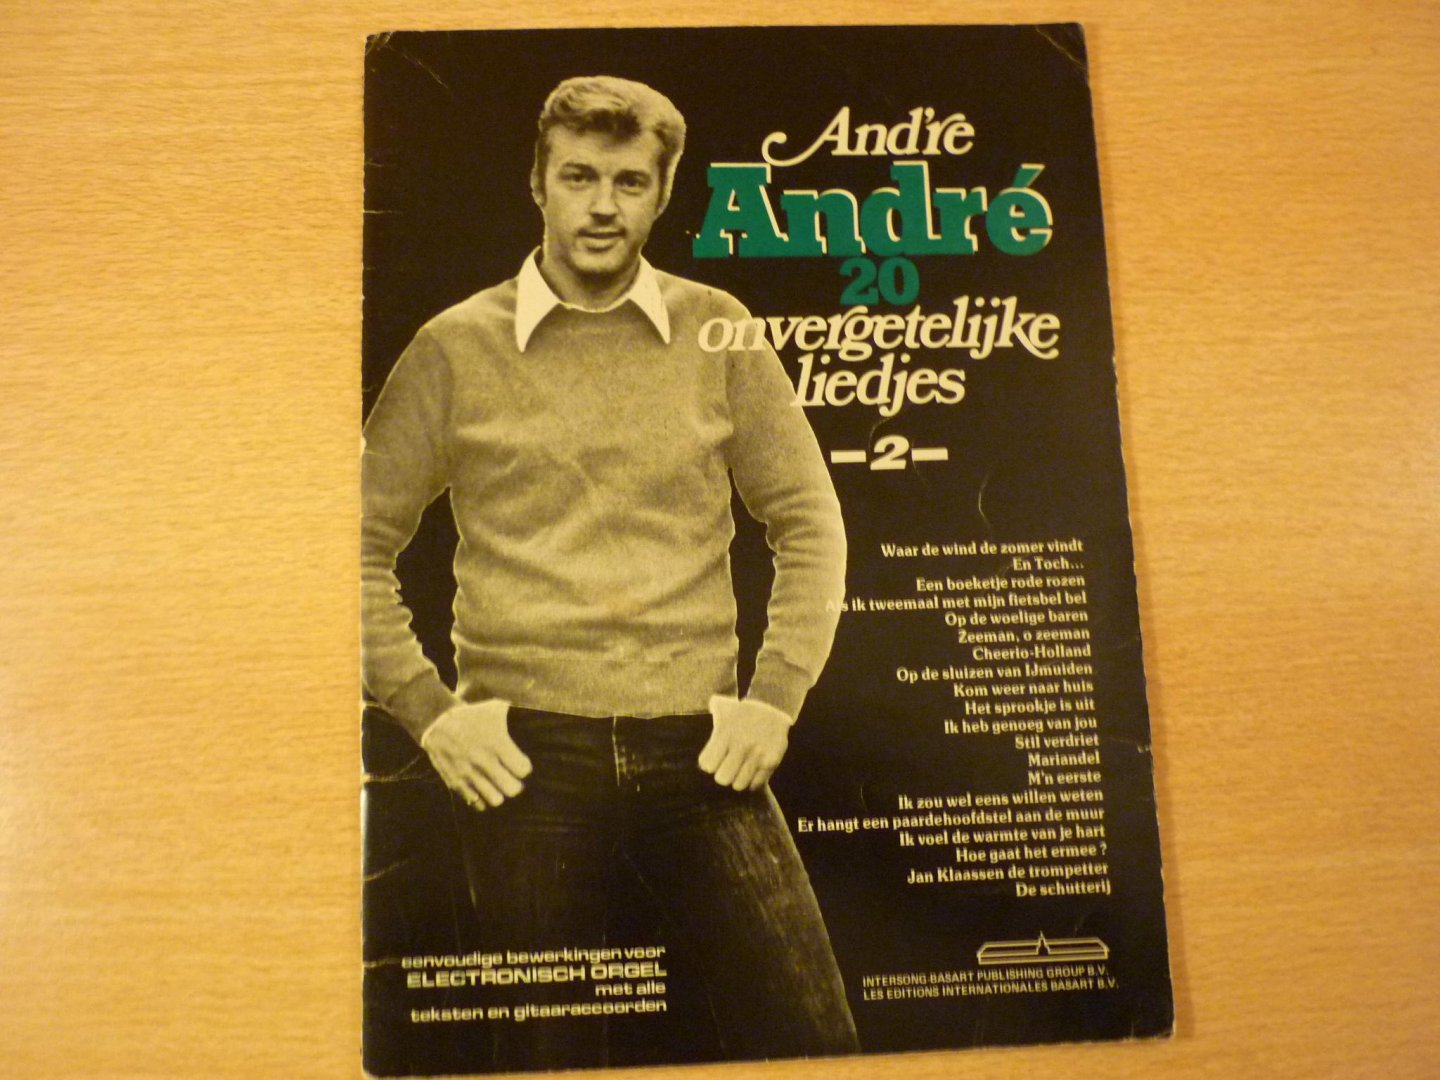 And're
André
20
onvergetelijke
liedjes
-2-
Waar de wind de zomer vindt
En Toch...
Een boeketje rode rozen
Als ik tweemaal met mijn fietsbel bel
Op de woelige baren
Zeeman, o zeeman
Cheerio-Holland
Op de sluizen van IJmuiden
Kom weer naar huis
Het sprookje is uit
Ik heb genoeg van jou
Stil verdriet
Mariandel
M'n eerste
Ik zou wel eens willen weten
Er hangt een paardehoofdstel aan de muur
Ik voel de warmte van je hart
Hoe gaat het ermee?
Jan Klaassen de trompetter
De schutterij
eenvoudige bewerkingen voor
ELECTRONISCH ORGEL
met alle
teksten en gitaaraccoorden
INTERSONG-BASART PUBLISHING GROUP B.V.
LES EDITIONS INTERNATIONALES BASART B.V.